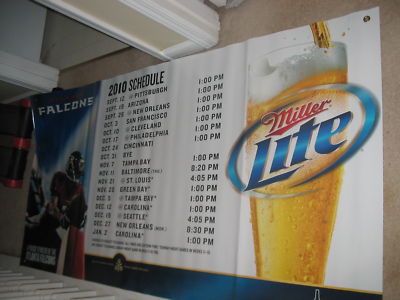 FALCONS
2010 SCHEDULE
SEPT. 12 @ PITTSBURGH 1:00 PM
SEPT. 19 ARIZONA 1:00 PM
SEPT. 26 @ NEW ORLEANS 1:00 PM
OCT. 3 SAN FRANCISCO 1:00 PM
OCT. 10 @ CLEVELAND 1:00 PM
OCT. 17 @ PHILADELPHIA 1:00 PM
OCT. 24 CINCINNATI 1:00 PM
OCT. 31 BYE
NOV. 7 TAMPA BAY 1:00 PM
NOV. 11 BALTIMORE (THU.) 8:20 PM
NOV. 21 @ ST. LOUIS* 4:05 PM
NOV. 28 GREEN BAY* 1:00 PM
DEC. 5 @ TAMPA BAY* 1:00 PM
DEC. 12 @ CAROLINA* 1:00 PM
DEC. 19 @ SEATTLE* 4:05 PM
DEC. 27 NEW ORLEANS (MON.) 8:30 PM
JAN. 2 CAROLINA* 1:00 PM
Miller
Lite